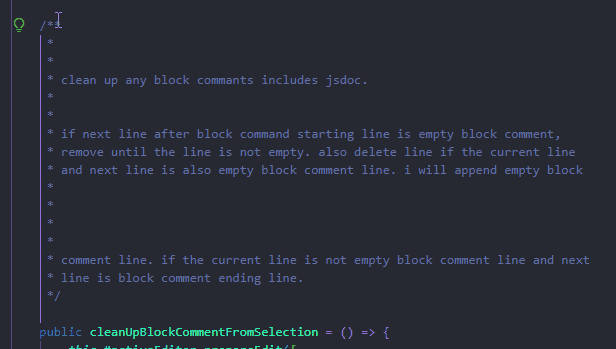 /**
*
*
* clean up any block commants includes jsdoc.
*
*
* if next line after block command starting line is empty block comment,
* remove until the line is not empty. also delete line if the current line
* and next line is also empty block comment line. i will append empty block
*
*
*
*
* comment line. if the current line is not empty block comment line and next
* line is block comment ending line.
*/
public cleanUpBlockCommentFromSelection = () => {
this.#nativeEditor.prepareEdit([